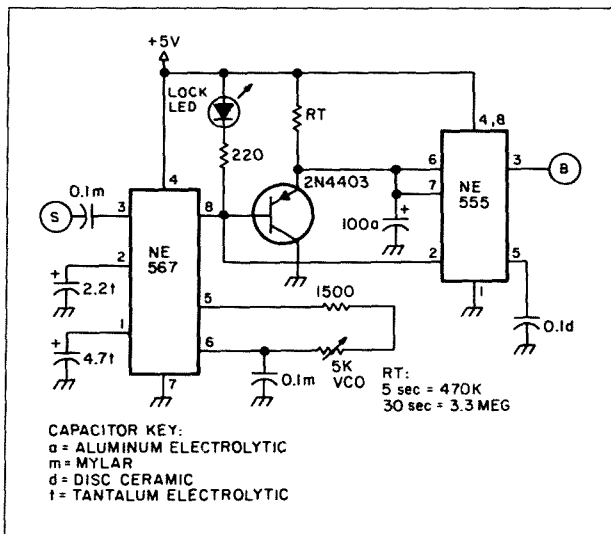 +5V
LOCK
LED
RT
220
4,8
4
0.1m
2N4403
6
3
B
S
3
8
7
NE
555
NE
567
100a
+
2
2
5
+
2.2t
1500
5
1
1
+
4.7t
6
0.1d
5K
VCO
0.1m
7
RT:
5 sec = 470K
30 sec = 3.3 MEG
CAPACITOR KEY:
a = ALUMINUM ELECTROLYTIC
m = MYLAR
d = DISC CERAMIC
t = TANTALUM ELECTROLYTIC